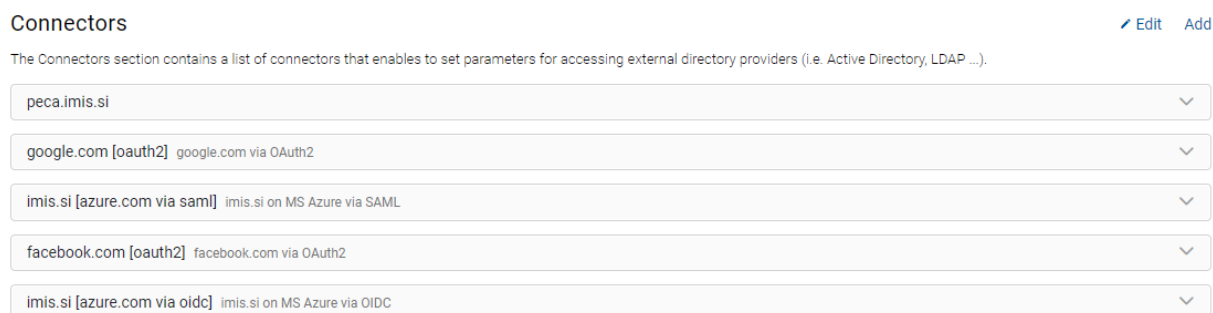 Connectors
Edit Add
The Connectors section contains a list of connectors that enables to set parameters for accessing external directory providers (i.e. Active Directory, LDAP ...).
peca.imis.si
google.com [oauth2] google.com via OAuth2
imis.si [azure.com via saml] imis.si on MS Azure via SAML
facebook.com [oauth2] facebook.com via OAuth2
imis.si [azure.com via oidc] imis.si on MS Azure via OIDC